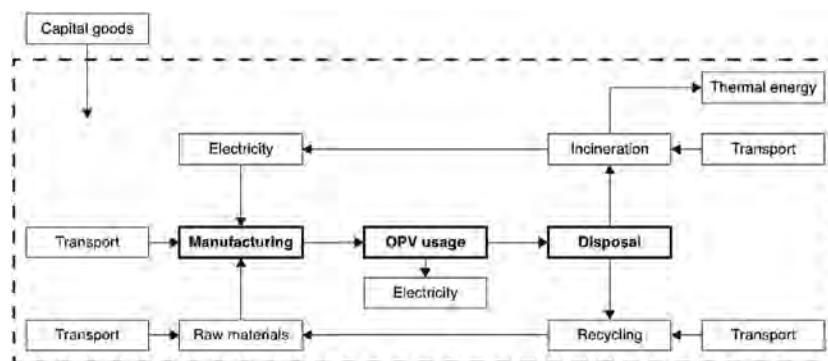 Capital goods
Thermal energy
Electricity
Incineration
Transport
Transport
Manufacturing
OPV usage
Disposal
Electricity
Transport
Raw materials
Recycling
Transport